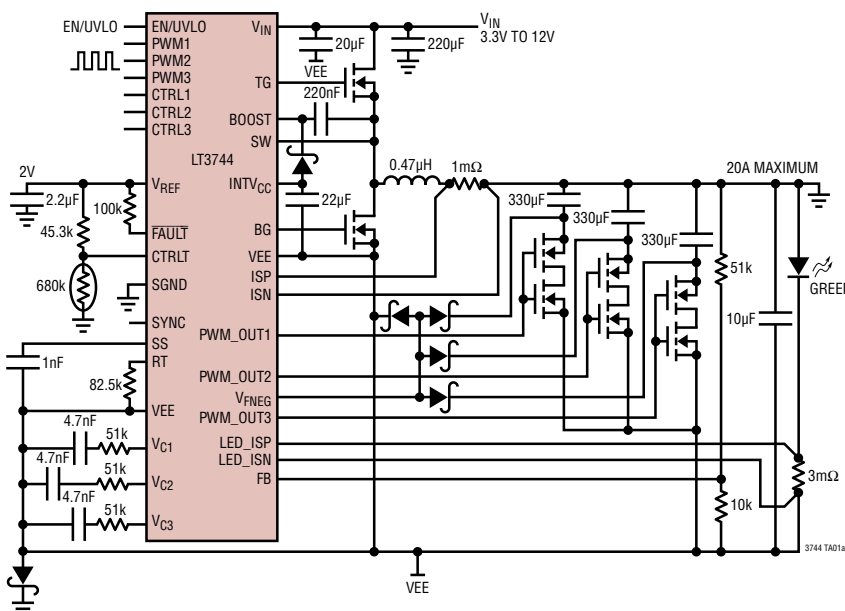 EN/UVLO
EN/UVLO
PWM1
PWM2
PWM3
CTRL1
CTRL2
CTRL3
LT3744
VIN
TG
BOOST
SW
INTVCC
BG
VEE
ISP
ISN
PWM_OUT1
PWM_OUT2
VFNEG
PWM_OUT3
LED_ISP
LED_ISN
FB
VREF
FAULT
CTRLT
SGND
SYNC
SS
RT
VEE
VC1
VC2
VC3
2V
2.2µF
100k
45.3k
680k
1nF
82.5k
4.7nF
51k
4.7nF
51k
4.7nF
51k
20µF
VEE
220µF
VIN
3.3V TO 12V
220nF
22µF
0.47µH
1mΩ
20A MAXIMUM
330µF
330µF
330µF
51k
10µF
GREEN
3mΩ
10k
VEE
3744 TA01a